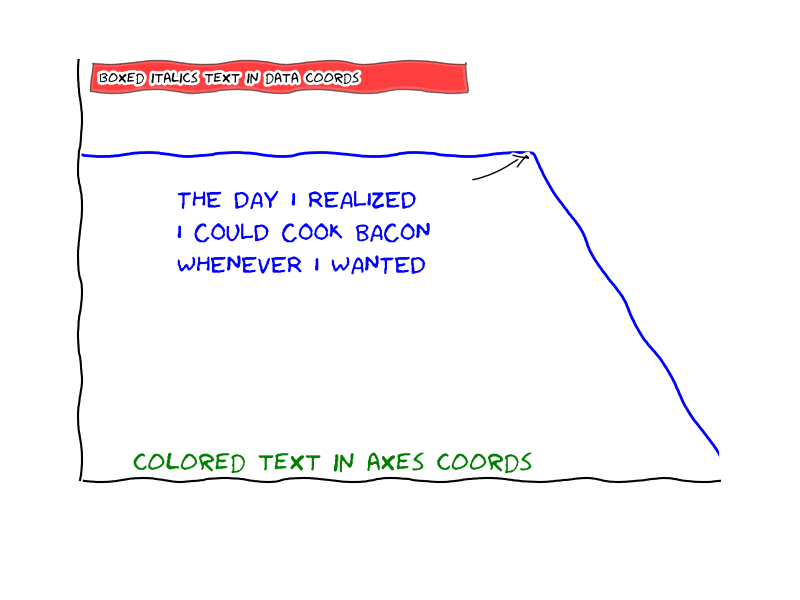 BOXED ITALICS TEXT IN DATA COORDS
THE DAY I REALIZED
I COULD COOK BACON
WHENEVER I WANTED
COLORED TEXT IN AXES COORDS